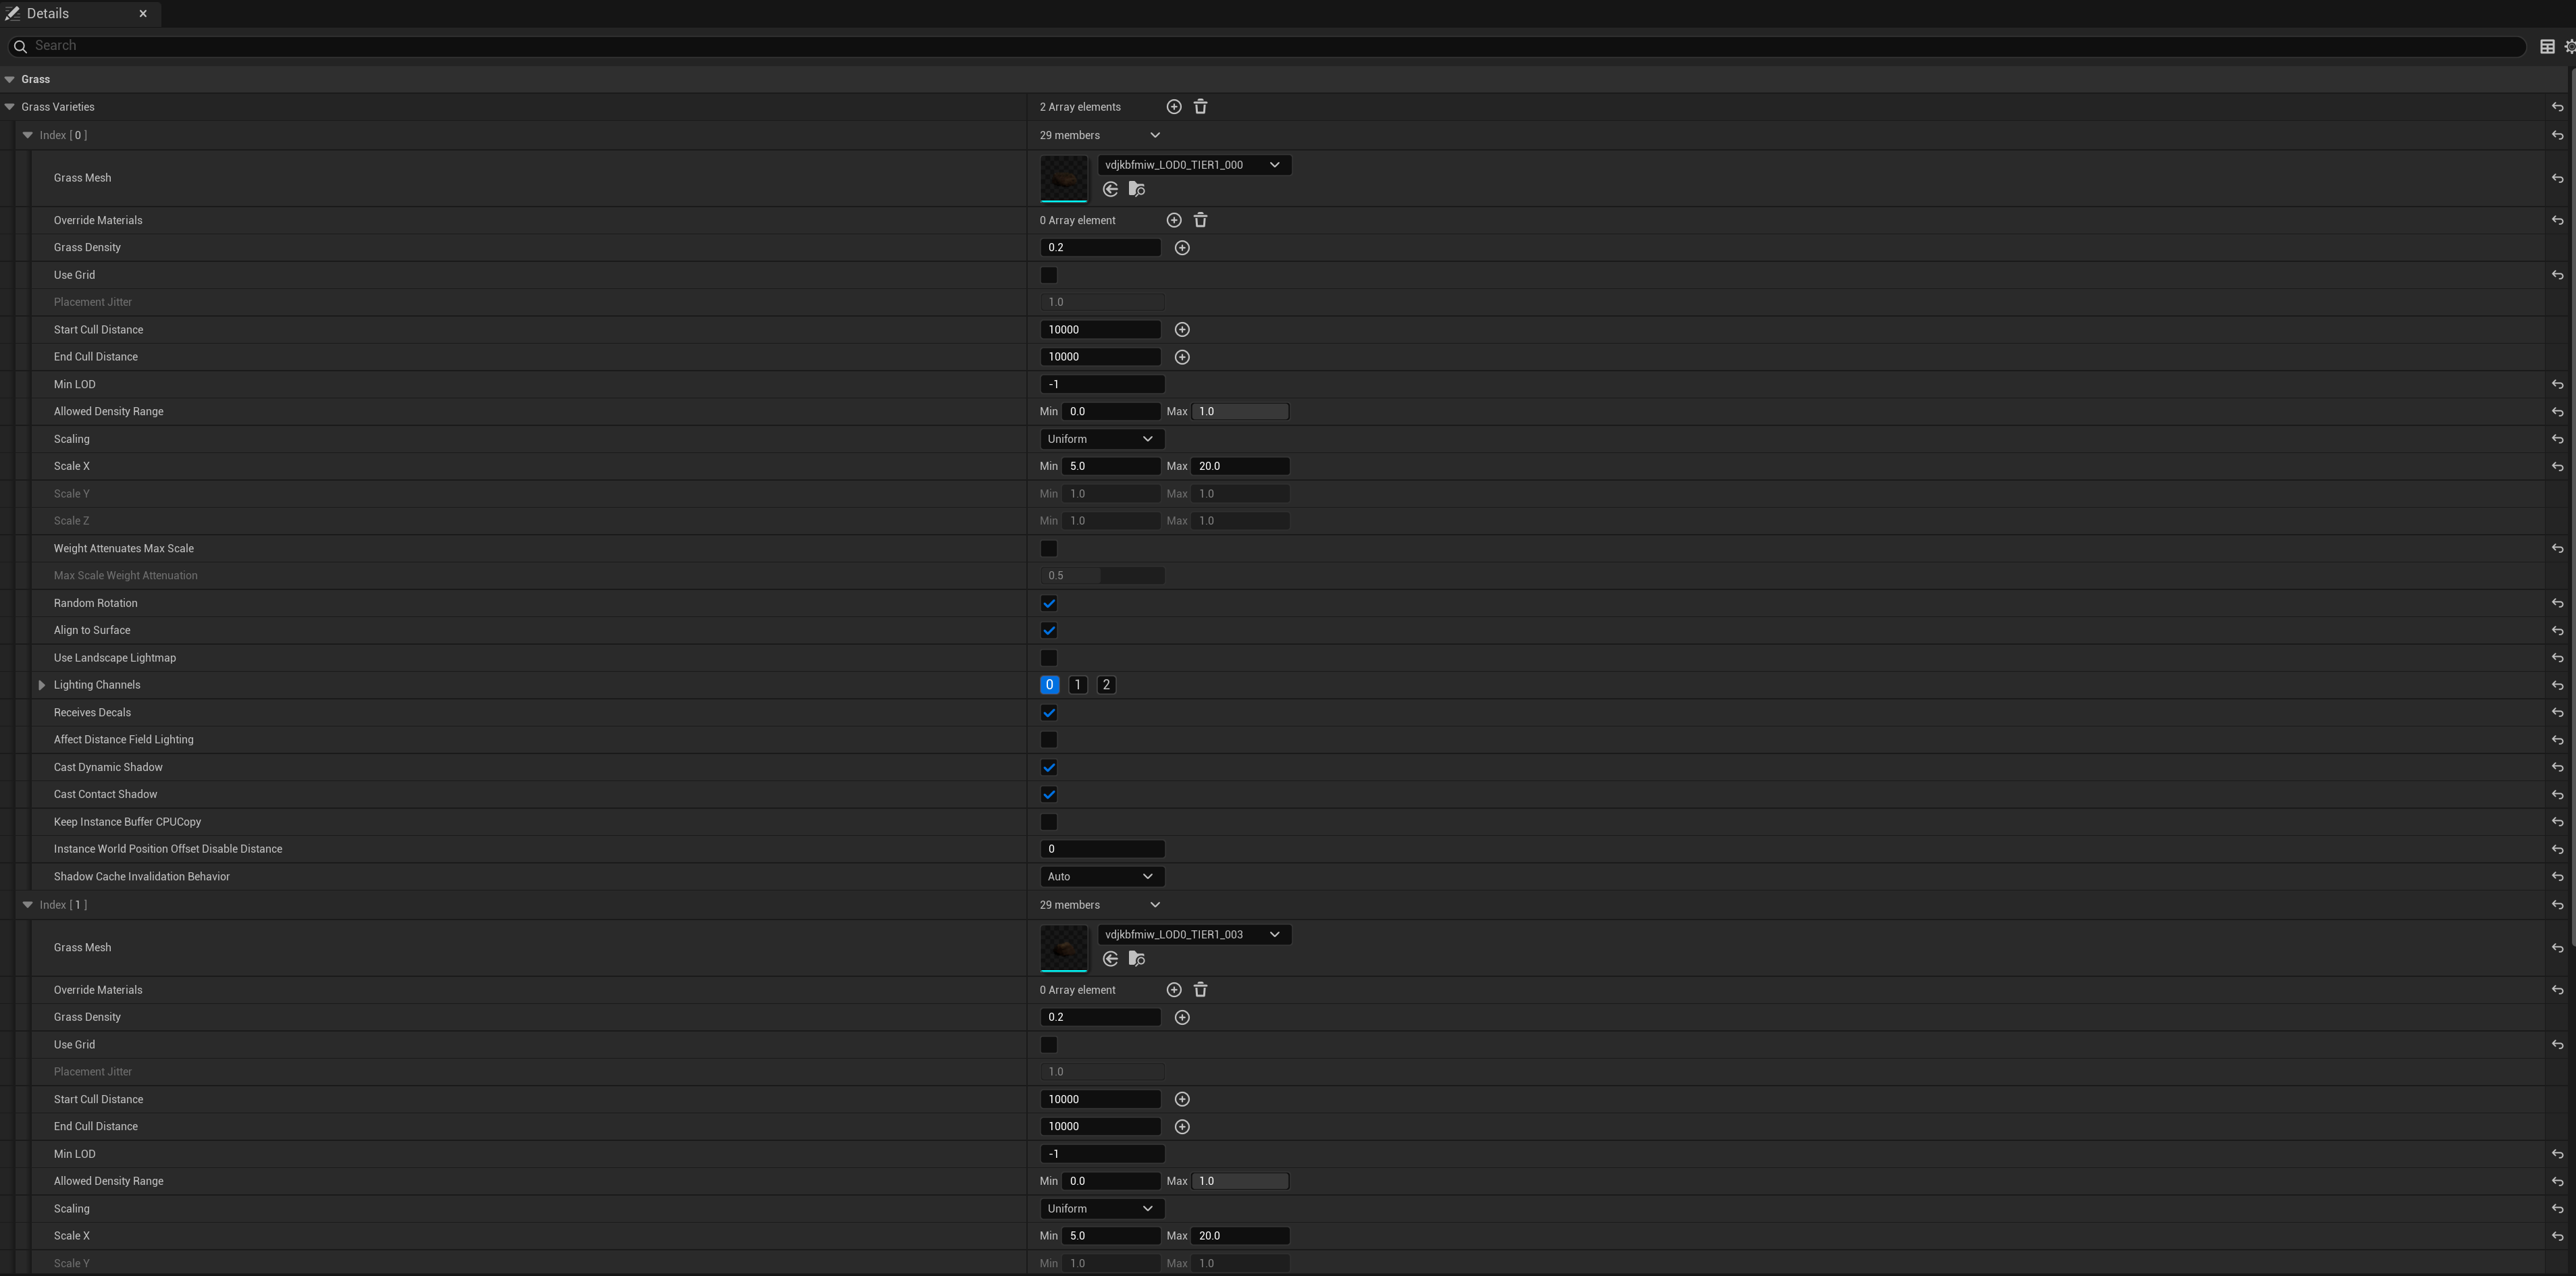 Details
Search
Grass
Grass Varieties 2 Array elements
Index [ 0 ] 29 members
Grass Mesh vdjkbfmiw_LOD0_TIER1_000
Override Materials 0 Array element
Grass Density 0.2
Use Grid
Placement Jitter 1.0
Start Cull Distance 10000
End Cull Distance 10000
Min LOD -1
Allowed Density Range Min 0.0 Max 1.0
Scaling Uniform
Scale X Min 5.0 Max 20.0
Scale Y Min 1.0 Max 1.0
Scale Z Min 1.0 Max 1.0
Weight Attenuates Max Scale
Max Scale Weight Attenuation 0.5
Random Rotation
Align to Surface
Use Landscape Lightmap
Lighting Channels 0 1 2
Receives Decals
Affect Distance Field Lighting
Cast Dynamic Shadow
Cast Contact Shadow
Keep Instance Buffer CPUCopy
Instance World Position Offset Disable Distance 0
Shadow Cache Invalidation Behavior Auto
Index [ 1 ] 29 members
Grass Mesh vdjkbfmiw_LOD0_TIER1_003
Override Materials 0 Array element
Grass Density 0.2
Use Grid
Placement Jitter 1.0
Start Cull Distance 10000
End Cull Distance 10000
Min LOD -1
Allowed Density Range Min 0.0 Max 1.0
Scaling Uniform
Scale X Min 5.0 Max 20.0
Scale Y Min 1.0 Max 1.0